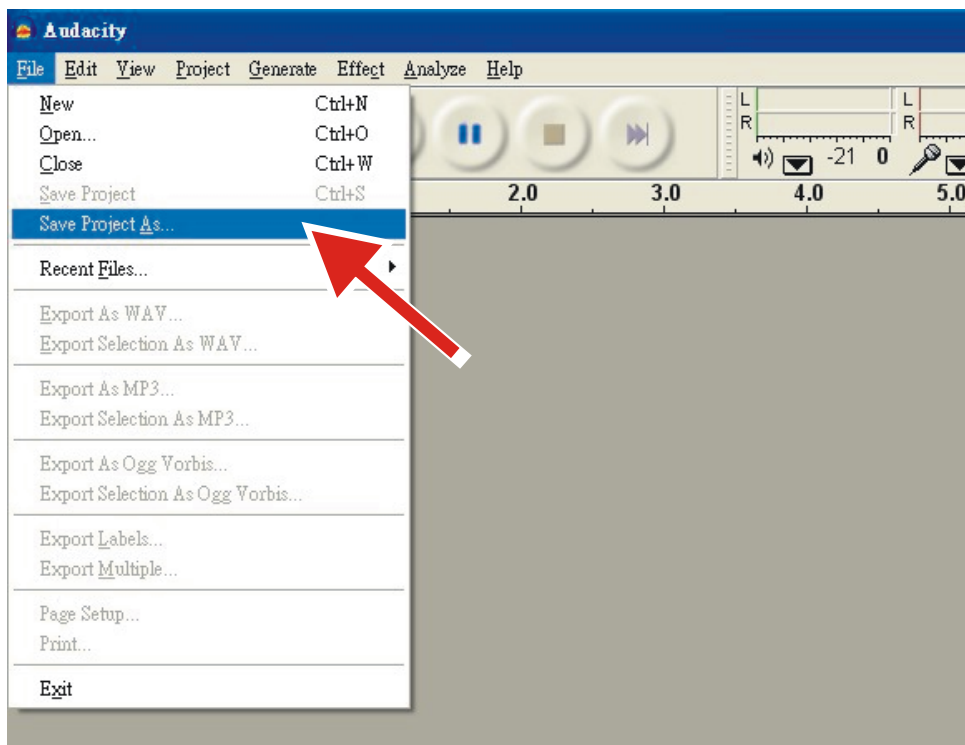 Audacity
File Edit View Project Generate Effect Analyze Help
New Ctrl+N
Open... Ctrl+O
Close Ctrl+W
Save Project Ctrl+S
Save Project As...
Recent Files...
Export As WAV...
Export Selection As WAV...
Export As MP3...
Export Selection As MP3...
Export As Ogg Vorbis...
Export Selection As Ogg Vorbis...
Export Labels...
Export Multiple...
Page Setup...
Print...
Exit
L L
R R
-21 0
2.0 3.0 4.0 5.0